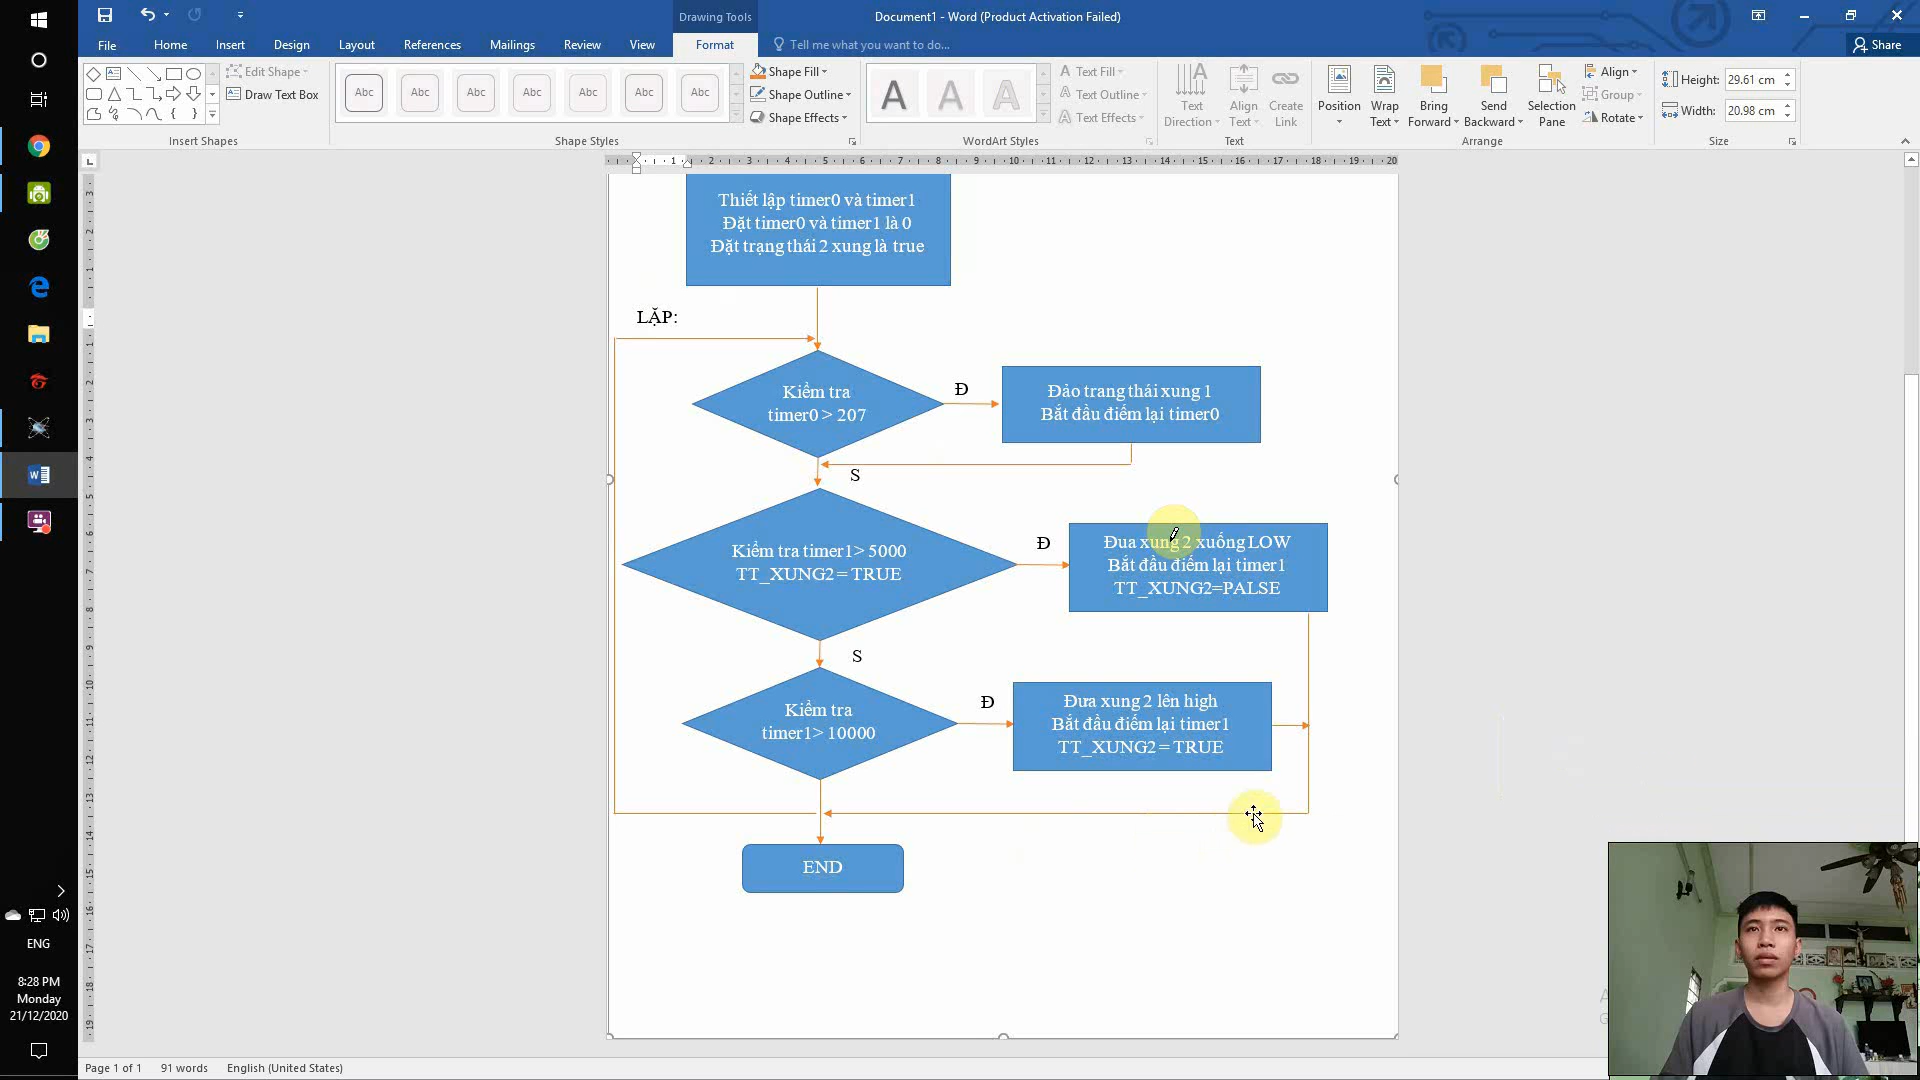 Drawing Tools
Document1 - Word (Product Activation Failed)
File
Home
Insert
Design
Layout
References
Mailings
Review
View
Format
Tell me what you want to do...
Share
Edit Shape
Draw Text Box
Insert Shapes
Abc
Abc
Abc
Abc
Abc
Abc
Abc
Shape Fill
Shape Outline
Shape Effects
Shape Styles
A
A
A
Text Fill
Text Outline
Text Effects
WordArt Styles
Text
Direction
Align
Text
Create
Link
Text
Position
Wrap
Text
Bring
Forward
Send
Backward
Selection
Pane
Align
Group
Rotate
Arrange
Height:
29.61 cm
Width:
20.98 cm
Size
Thiết lập timer0 và timer1
Đặt timer0 và timer1 là 0
Đặt trạng thái 2 xung là true
LẶP:
Kiểm tra
timer0 > 207
Đ
Đảo trang thái xung 1
Bắt đầu điếm lại timer0
S
Kiểm tra timer1> 5000
TT_XUNG2 = TRUE
Đ
Đua xung 2 xuống LOW
Bắt đầu điếm lại timer1
TT_XUNG2=PALSE
S
Kiểm tra
timer1> 10000
Đ
Đưa xung 2 lên high
Bắt đầu điếm lại timer1
TT_XUNG2 = TRUE
END
ENG
8:28 PM
Monday
21/12/2020
Page 1 of 1
91 words
English (United States)